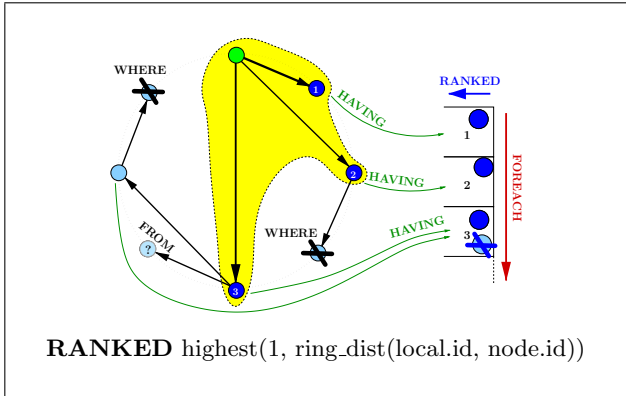 WHERE
1
HAVING
RANKED
1
2
HAVING
2
FOREACH
FROM
?
WHERE
HAVING
3
3
RANKED highest(1, ring_dist(local.id, node.id))